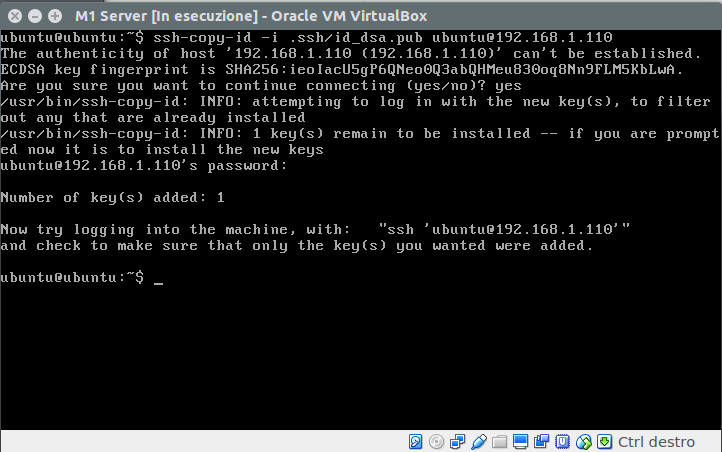 M1 Server [In esecuzione] - Oracle VM VirtualBox
ubuntu@ubuntu:~$ ssh-copy-id -i .ssh/id_dsa.pub ubuntu@192.168.1.110
The authenticity of host '192.168.1.110 (192.168.1.110)' can't be established.
ECDSA key fingerprint is SHA256:ieoIacU5gP6QNeo0Q3abQHMeu830oq8Nn9FLM5KbLwA.
Are you sure you want to continue connecting (yes/no)? yes
/usr/bin/ssh-copy-id: INFO: attempting to log in with the new key(s), to filter
out any that are already installed
/usr/bin/ssh-copy-id: INFO: 1 key(s) remain to be installed -- if you are prompt
ed now it is to install the new keys
ubuntu@192.168.1.110's password:
Number of key(s) added: 1
Now try logging into the machine, with:   "ssh 'ubuntu@192.168.1.110'"
and check to make sure that only the key(s) you wanted were added.
ubuntu@ubuntu:~$ _
Ctrl destro